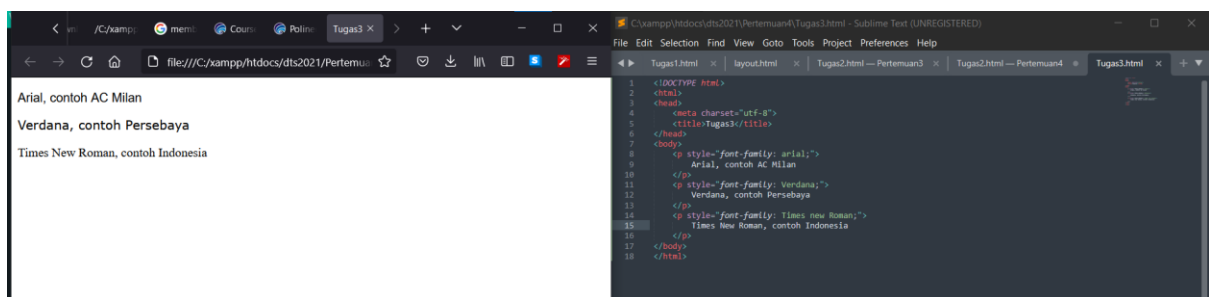 /C:/xamp
memb
Cours
Poline
Tugas3
file:///C:/xampp/htdocs/dts2021/Pertemua
Arial, contoh AC Milan
Verdana, contoh Persebaya
Times New Roman, contoh Indonesia
C:\xampp\htdocs\dts2021\Pertemuan4\Tugas3.html - Sublime Text (UNREGISTERED)
File Edit Selection Find View Goto Tools Project Preferences Help
Tugas1.html layout.html Tugas2.html — Pertemuan3 Tugas2.html — Pertemuan4 Tugas3.html
1 <!DOCTYPE html>
2 <html>
3 <head>
4 <meta charset="utf-8">
5 <title>Tugas3</title>
6 </head>
7 <body>
8 <p style="font-family: arial;">
9 Arial, contoh AC Milan
10 </p>
11 <p style="font-family: Verdana;">
12 Verdana, contoh Persebaya
13 </p>
14 <p style="font-family: Times new Roman;">
15 Times New Roman, contoh Indonesia
16 </p>
17 </body>
18 </html>